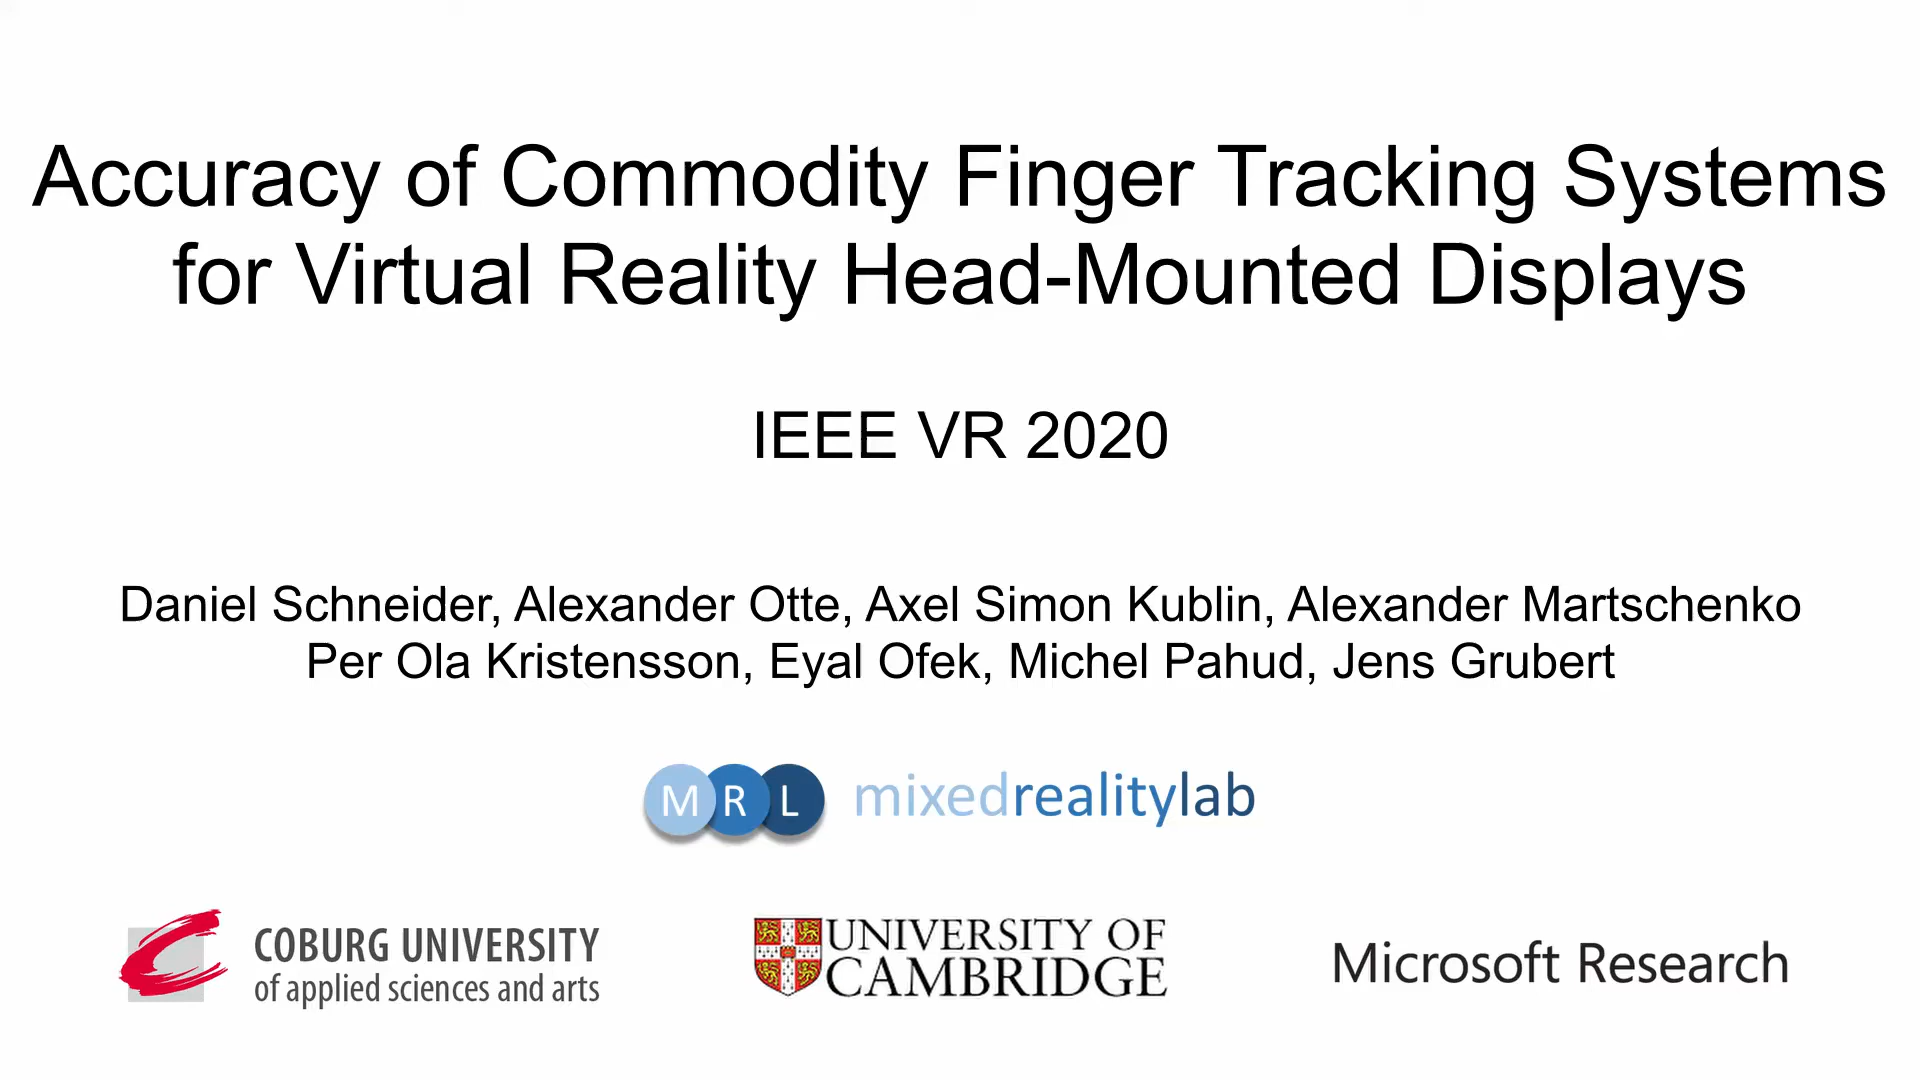 Accuracy of Commodity Finger Tracking Systems
for Virtual Reality Head-Mounted Displays
IEEE VR 2020
Daniel Schneider, Alexander Otte, Axel Simon Kublin, Alexander Martschenko
Per Ola Kristensson, Eyal Ofek, Michel Pahud, Jens Grubert
M R L mixedrealitylab
COBURG UNIVERSITY
of applied sciences and arts
UNIVERSITY OF
CAMBRIDGE
Microsoft Research